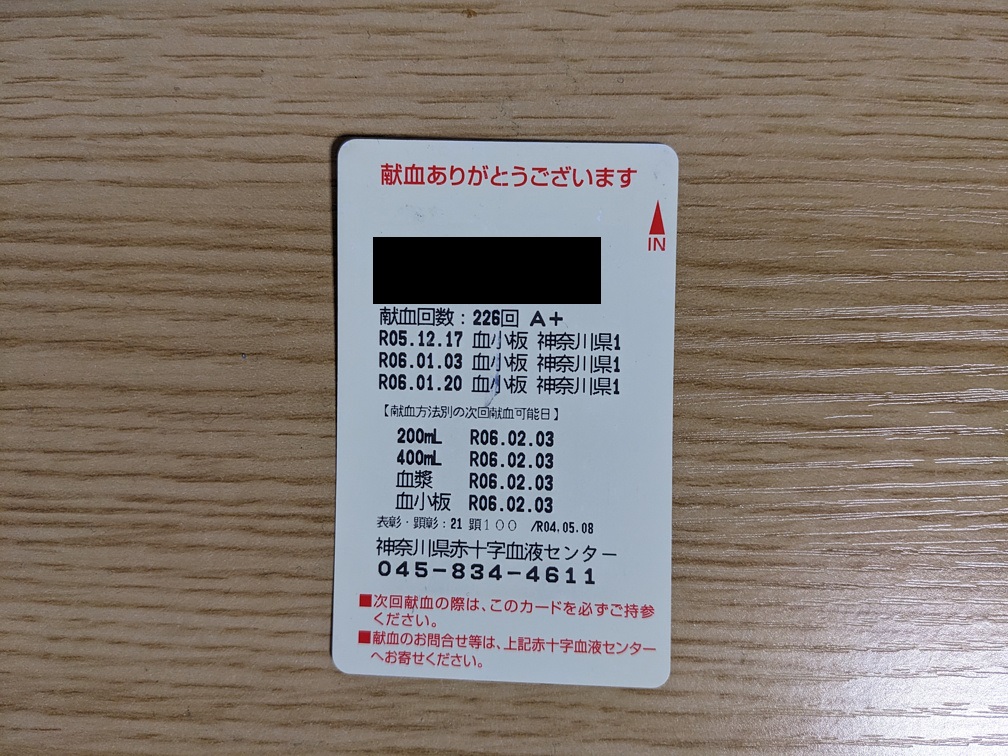 献血ありがとうございます
IN
献血回数：226回 A+
R05.12.17 血小板 神奈川県1
R06.01.03 血小板 神奈川県1
R06.01.20 血小板 神奈川県1
【献血方法別の次回献血可能日】
200mL R06.02.03
400mL R06.02.03
血漿 R06.02.03
血小板 R06.02.03
表彰・顕彰：21 顕100 /R04.05.08
神奈川県赤十字血液センター
045-834-4611
■次回献血の際は、このカードを必ずご持参
ください。
■献血のお問合せ等は、上記赤十字血液センター
へお寄せください。